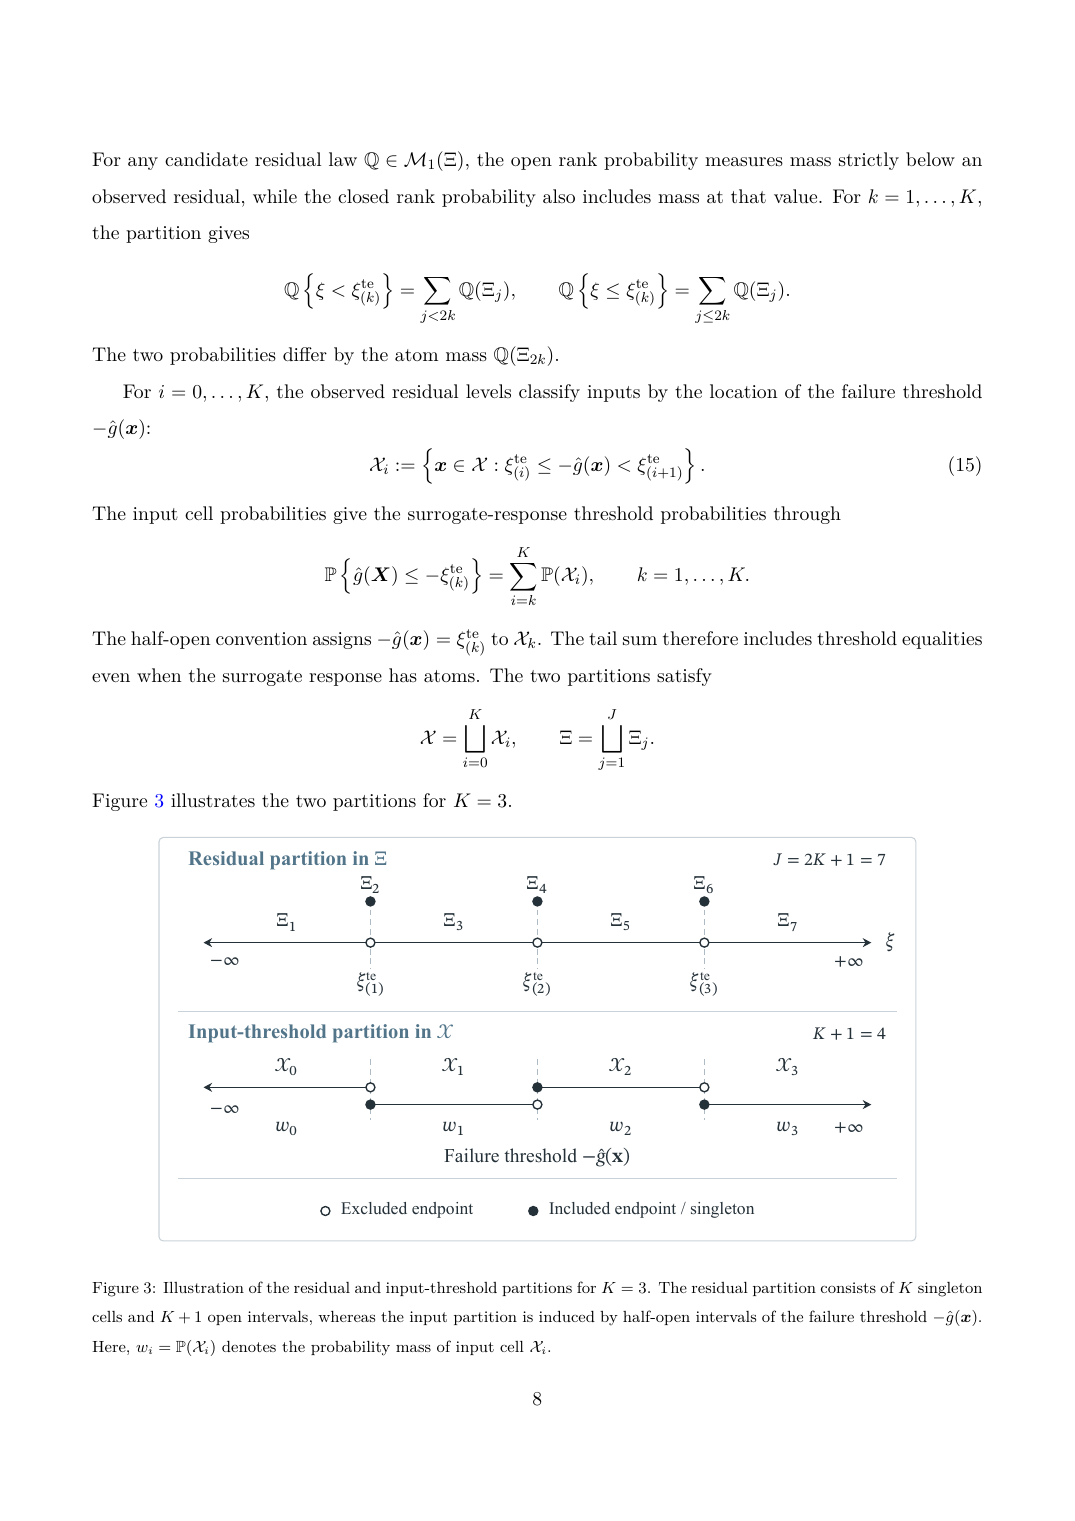 For any candidate residual law ℚ ∈ ℳ₁(Ξ), the open rank probability measures mass strictly below an
observed residual, while the closed rank probability also includes mass at that value. For k = 1, . . . , K,
the partition gives
ℚ{ξ < ξ^te_(k)} = ∑_{j<2k} ℚ(Ξ_j),    ℚ{ξ ≤ ξ^te_(k)} = ∑_{j≤2k} ℚ(Ξ_j).
The two probabilities differ by the atom mass ℚ(Ξ_{2k}).
For i = 0, . . . , K, the observed residual levels classify inputs by the location of the failure threshold
−ĝ(𝒙):
𝒳_i := {𝒙 ∈ 𝒳 : ξ^te_(i) ≤ −ĝ(𝒙) < ξ^te_(i+1)}.    (15)
The input cell probabilities give the surrogate-response threshold probabilities through
ℙ{ĝ(𝑿) ≤ −ξ^te_(k)} = ∑_{i=k}^{K} ℙ(𝒳_i),    k = 1, . . . , K.
The half-open convention assigns −ĝ(𝒙) = ξ^te_(k) to 𝒳_k. The tail sum therefore includes threshold equalities
even when the surrogate response has atoms. The two partitions satisfy
𝒳 = ⨆_{i=0}^{K} 𝒳_i,    Ξ = ⨆_{j=1}^{J} Ξ_j.
Figure 3 illustrates the two partitions for K = 3.
Residual partition in Ξ    J = 2K + 1 = 7
Ξ₂    Ξ₄    Ξ₆
Ξ₁    Ξ₃    Ξ₅    Ξ₇
ξ
−∞    +∞
ξ^te_(1)    ξ^te_(2)    ξ^te_(3)
Input-threshold partition in 𝒳    K + 1 = 4
𝒳₀    𝒳₁    𝒳₂    𝒳₃
−∞
w₀    w₁    w₂    w₃    +∞
Failure threshold −ĝ(𝐱)
Excluded endpoint    Included endpoint / singleton
Figure 3: Illustration of the residual and input-threshold partitions for K = 3. The residual partition consists of K singleton
cells and K + 1 open intervals, whereas the input partition is induced by half-open intervals of the failure threshold −ĝ(𝒙).
Here, w_i = ℙ(𝒳_i) denotes the probability mass of input cell 𝒳_i.
8